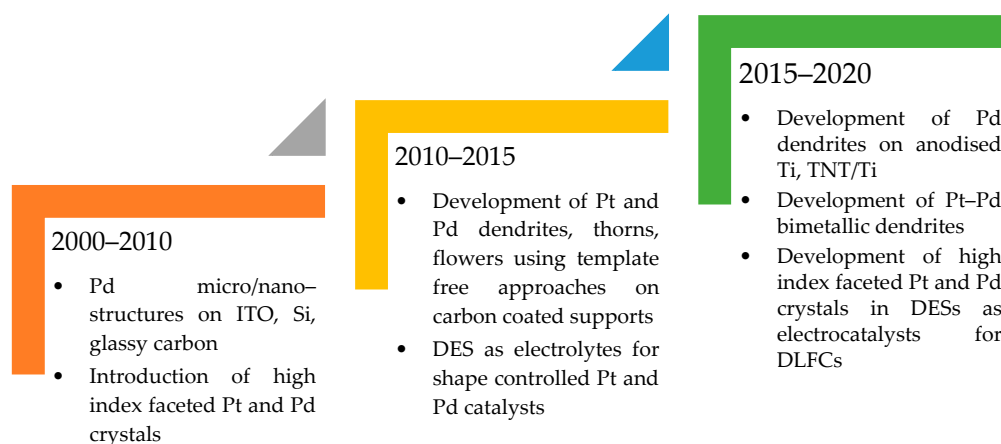 2000–2010
• Pd micro/nano–
structures on ITO, Si,
glassy carbon
• Introduction of high
index faceted Pt and Pd
crystals
2010–2015
• Development of Pt and
Pd dendrites, thorns,
flowers using template
free approaches on
carbon coated supports
• DES as electrolytes for
shape controlled Pt and
Pd catalysts
2015–2020
• Development of Pd
dendrites on anodised
Ti, TNT/Ti
• Development of Pt–Pd
bimetallic dendrites
• Development of high
index faceted Pt and Pd
crystals in DESs as
electrocatalysts for
DLFCs